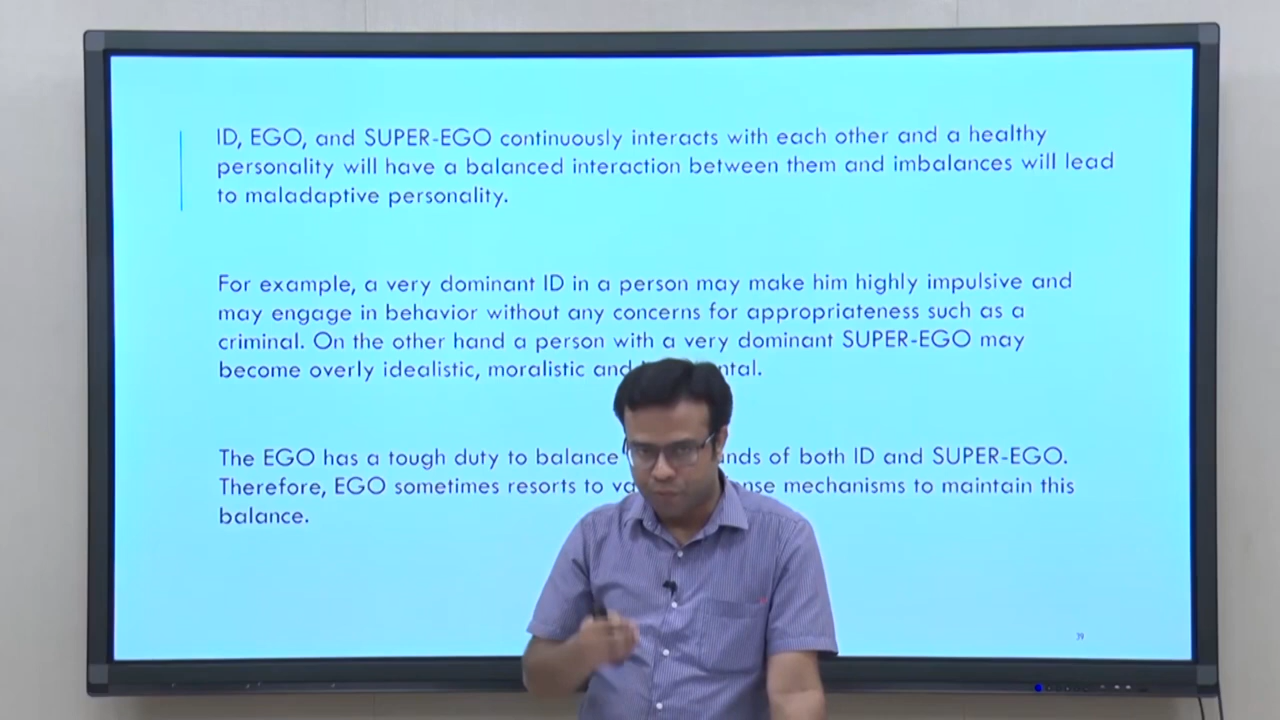 ID, EGO, and SUPER-EGO continuously interacts with each other and a healthy
personality will have a balanced interaction between them and imbalances will lead
to maladaptive personality.
For example, a very dominant ID in a person may make him highly impulsive and
may engage in behavior without any concerns for appropriateness such as a
criminal. On the other hand a person with a very dominant SUPER-EGO may
become overly idealistic, moralistic and
The EGO has a tough duty to balance of both ID and SUPER-EGO.
Therefore, EGO sometimes resorts to mechanisms to maintain this
balance.
39